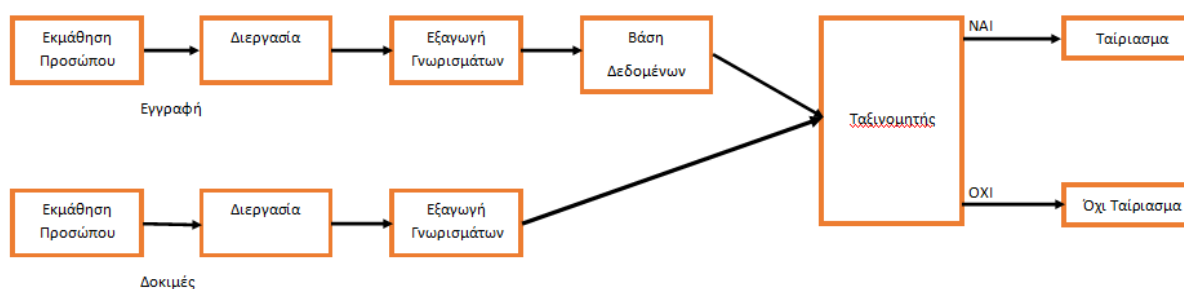 Εκμάθηση
Προσώπου
Διεργασία
Εξαγωγή
Γνωρισμάτων
Βάση
Δεδομένων
Εγγραφή
Ταξινομητής
ΝΑΙ
Ταίριασμα
ΟΧΙ
Όχι Ταίριασμα
Εκμάθηση
Προσώπου
Διεργασία
Εξαγωγή
Γνωρισμάτων
Δοκιμές